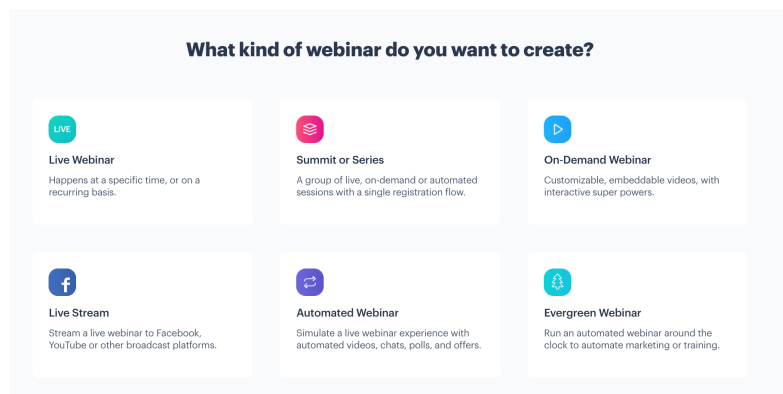 What kind of webinar do you want to create?
LIVE
Live Webinar
Happens at a specific time, or on a
recurring basis.
Summit or Series
A group of live, on-demand or automated
sessions with a single registration flow.
On-Demand Webinar
Customizable, embeddable videos, with
interactive super powers.
f
Live Stream
Stream a live webinar to Facebook,
YouTube or other broadcast platforms.
Automated Webinar
Simulate a live webinar experience with
automated videos, chats, polls, and offers.
Evergreen Webinar
Run an automated webinar around the
clock to automate marketing or training.